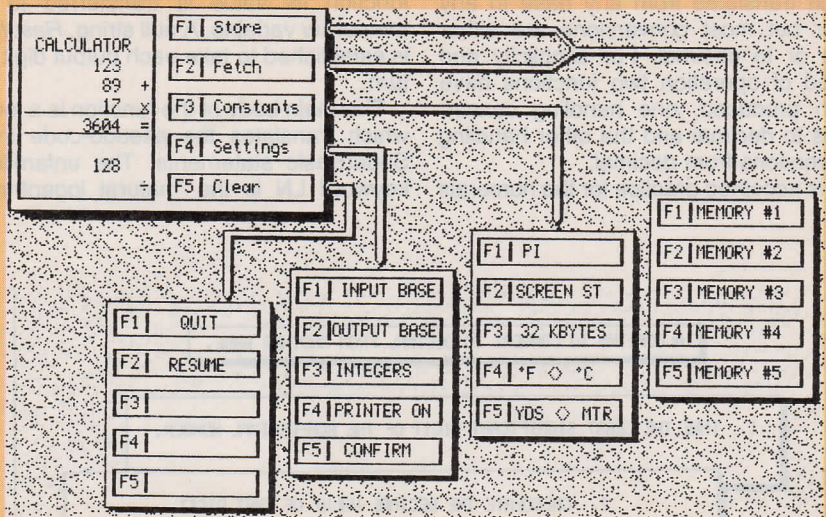 CALCULATOR
123
89 +
17 x
3604 =
128
+
F1 Store
F2 Fetch
F3 Constants
F4 Settings
F5 Clear
F1 QUIT
F2 RESUME
F3
F4
F5
F1 INPUT BASE
F2 OUTPUT BASE
F3 INTEGERS
F4 PRINTER ON
F5 CONFIRM
F1 PI
F2 SCREEN ST
F3 32 KBYTES
F4 °F <> °C
F5 YDS <> MTR
F1 MEMORY #1
F2 MEMORY #2
F3 MEMORY #3
F4 MEMORY #4
F5 MEMORY #5